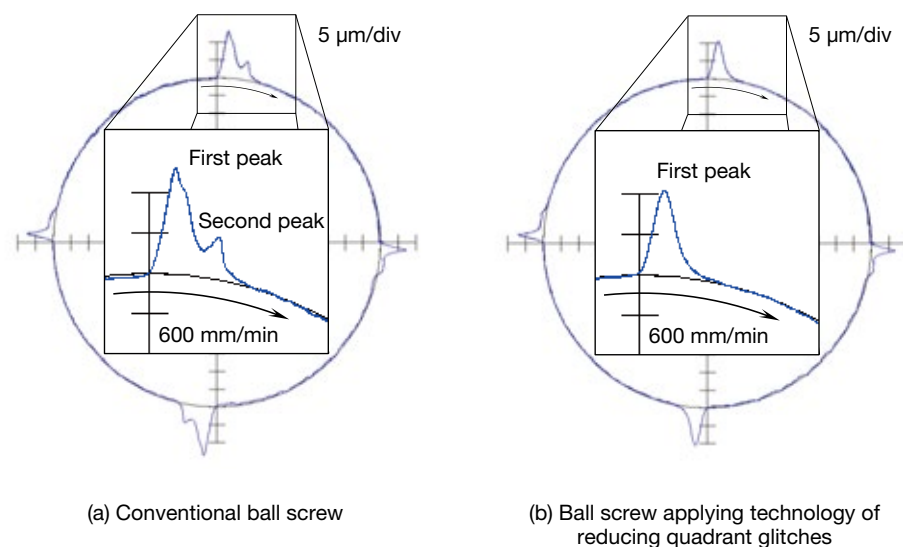 5 µm/div
First peak
Second peak
600 mm/min
(a) Conventional ball screw
5 µm/div
First peak
600 mm/min
(b) Ball screw applying technology of
reducing quadrant glitches